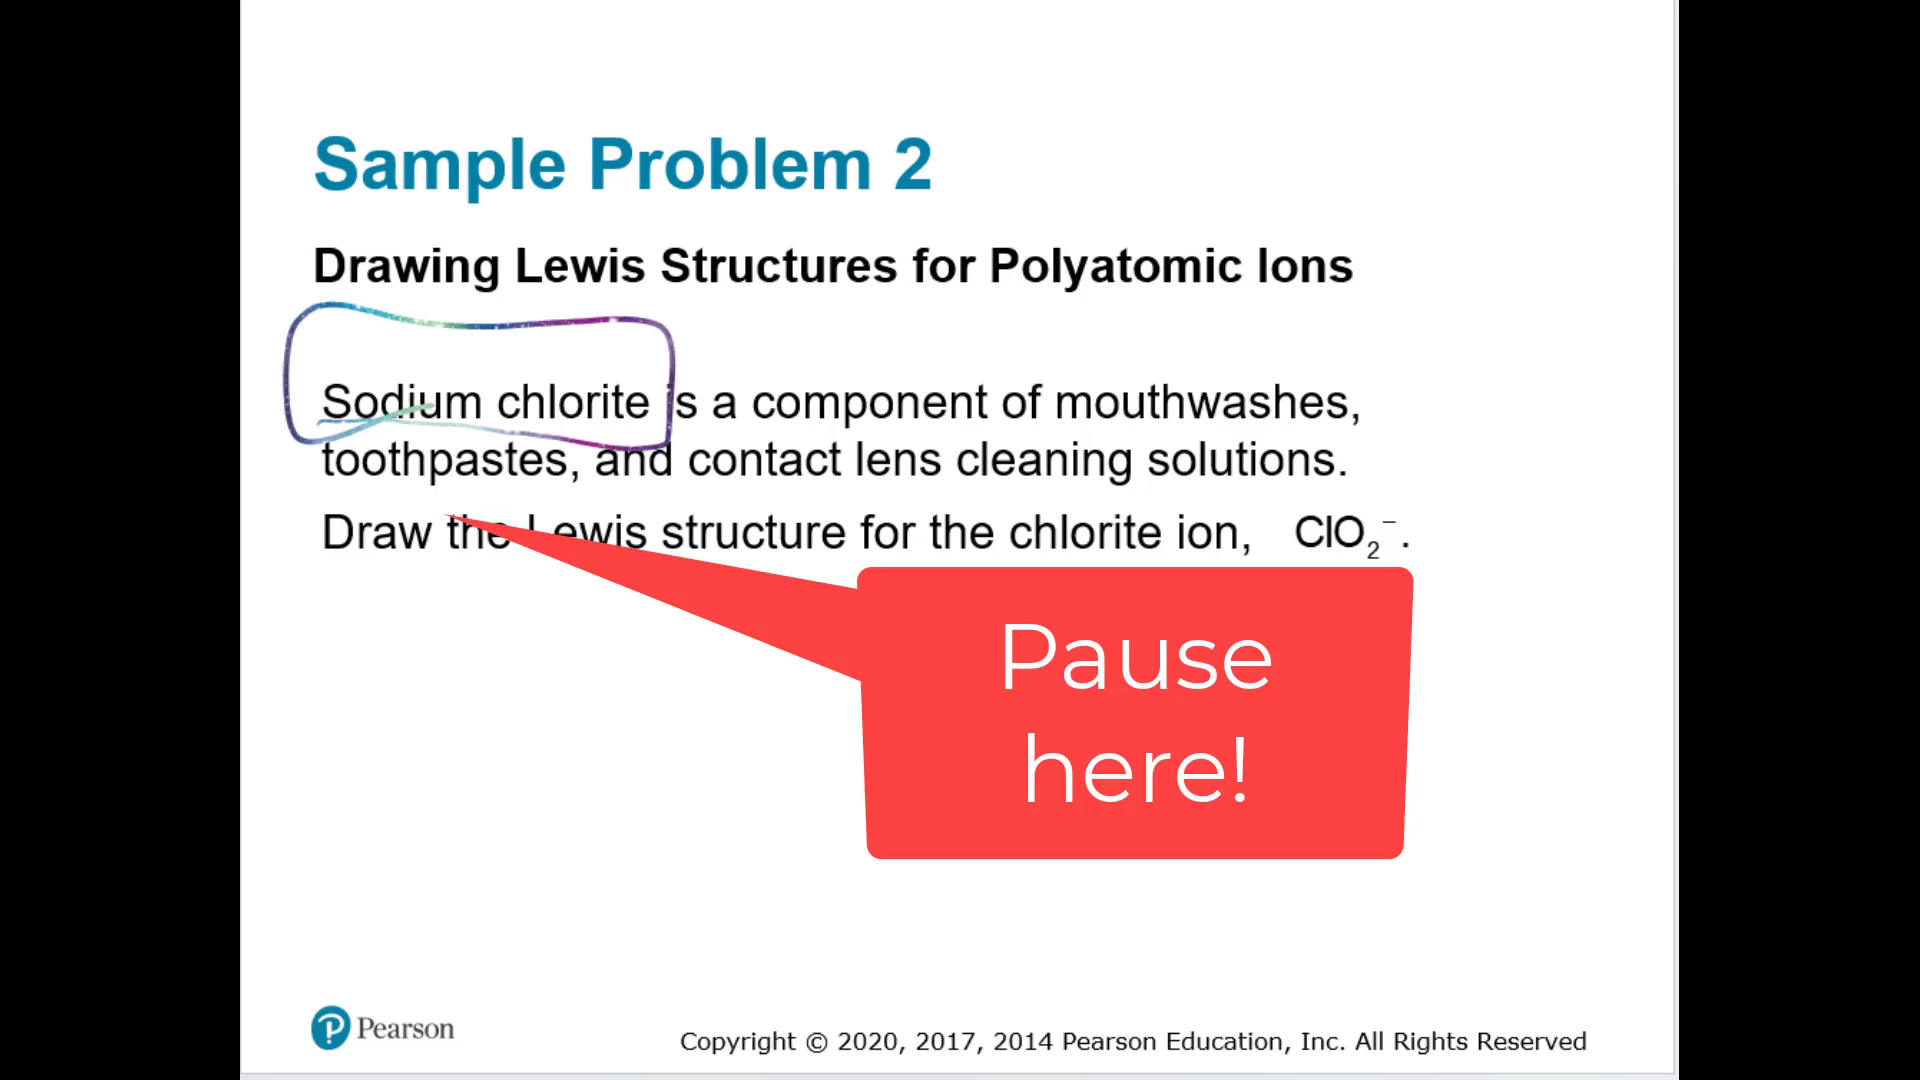 Sample Problem 2
Drawing Lewis Structures for Polyatomic Ions
Sodium chlorite is a component of mouthwashes,
toothpastes, and contact lens cleaning solutions.
Draw the Lewis structure for the chlorite ion, ClO₂⁻.
Pause
here!
Pearson
Copyright © 2020, 2017, 2014 Pearson Education, Inc. All Rights Reserved